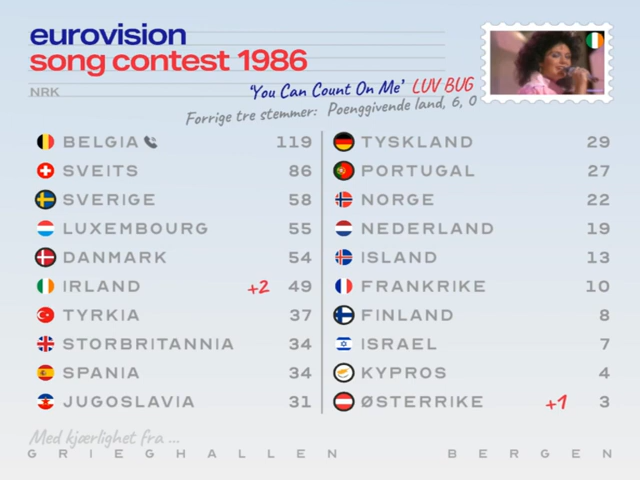 eurovision
song contest 1986
NRK
'You Can Count On Me' LUV BUG
Forrige tre stemmer: Poenggivende land, 6, 0
BELGIA 119
SVEITS 86
SVERIGE 58
LUXEMBOURG 55
DANMARK 54
IRLAND +2 49
TYRKIA 37
STORBRITANNIA 34
SPANIA 34
JUGOSLAVIA 31
TYSKLAND 29
PORTUGAL 27
NORGE 22
NEDERLAND 19
ISLAND 13
FRANKRIKE 10
FINLAND 8
ISRAEL 7
KYPROS 4
ØSTERRIKE +1 3
Med kjærlighet fra ...
GRIEGHALLEN BERGEN